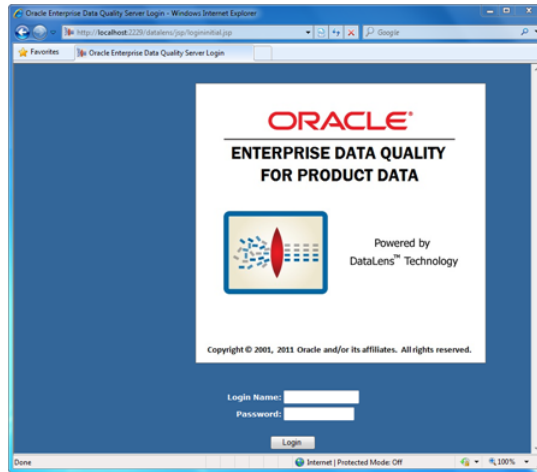 Oracle Enterprise Data Quality Server Login - Windows Internet Explorer
http://localhost:2229/datalens/jsp/logininitial.jsp
Google
Favorites
Oracle Enterprise Data Quality Server Login
ORACLE®
ENTERPRISE DATA QUALITY
FOR PRODUCT DATA
Powered by
DataLens™ Technology
Copyright © 2001, 2011 Oracle and/or its affiliates. All rights reserved.
Login Name:
Password:
Login
Done
Internet | Protected Mode: Off
100%